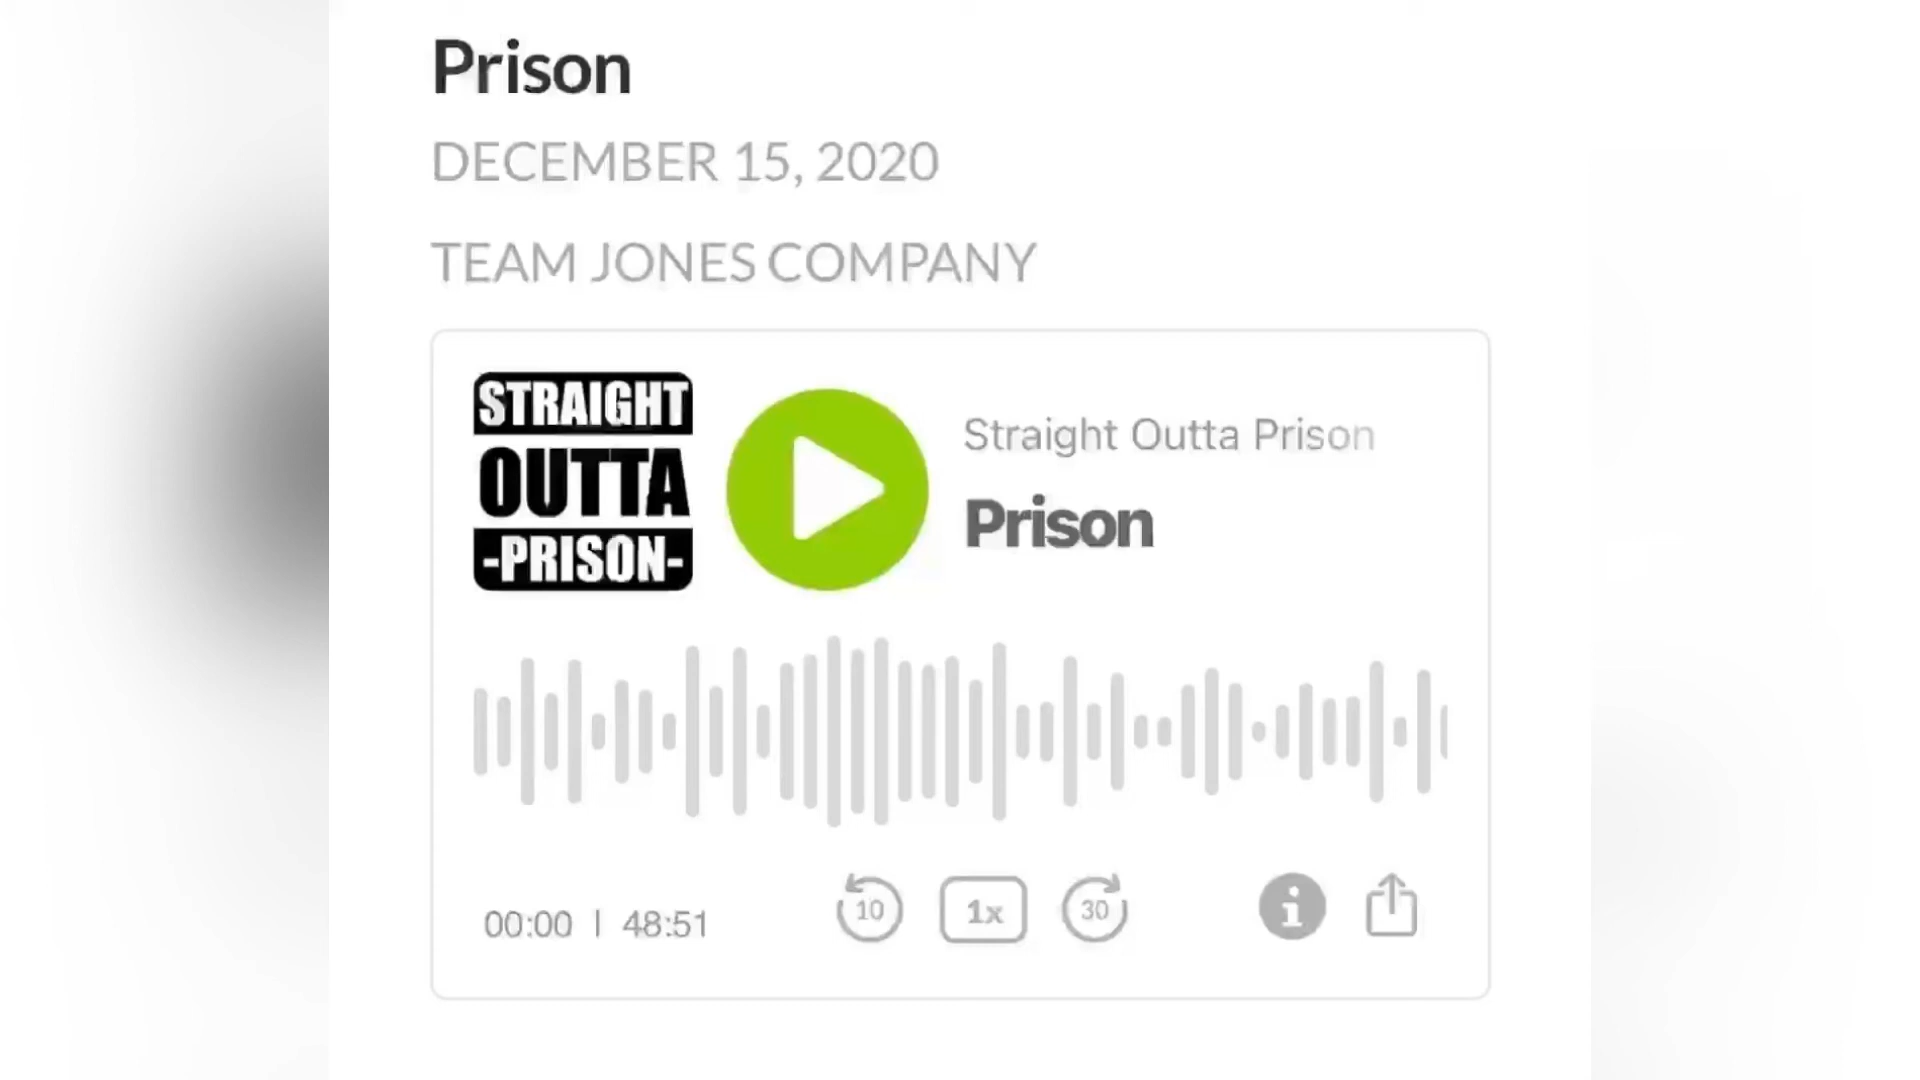 Prison
DECEMBER 15, 2020
TEAM JONES COMPANY
STRAIGHT
OUTTA
-PRISON-
Straight Outta Prison
Prison
00:00 | 48:51
10
1x
30
i